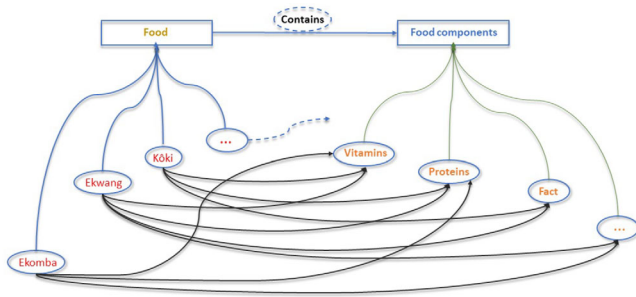 Contains
Food
Food components
...
Kôki
Vitamins
Ekwang
Proteins
Fact
...
Ekomba